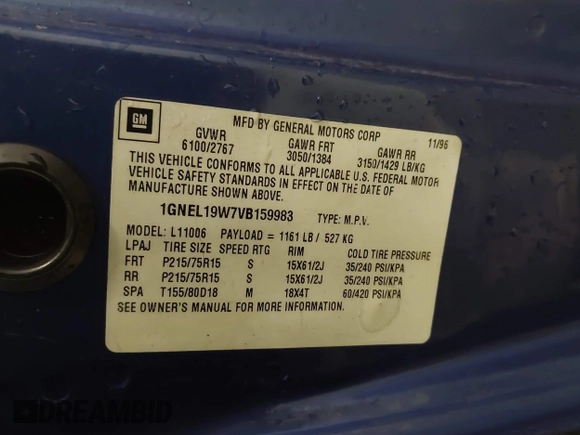 GM
MFD BY GENERAL MOTORS CORP 11/96
GVWR GAWR FRT GAWR RR
6100/2767 3050/1384 3150/1429 LB/KG
THIS VEHICLE CONFORMS TO ALL APPLICABLE U.S. FEDERAL MOTOR
VEHICLE SAFETY STANDARDS IN EFFECT ON THE DATE OF
MANUFACTURE SHOWN ABOVE.
1GNEL19W7VB159983 TYPE: M.P.V.
MODEL: L11006 PAYLOAD = 1161 LB / 527 KG
LPAJ TIRE SIZE SPEED RTG RIM COLD TIRE PRESSURE
FRT P215/75R15 S 15X61/2J 35/240 PSI/KPA
RR P215/75R15 S 15X61/2J 35/240 PSI/KPA
SPA T155/80D18 M 18X4T 60/420 PSI/KPA
SEE OWNER'S MANUAL FOR MORE INFORMATION.
DREAMBID